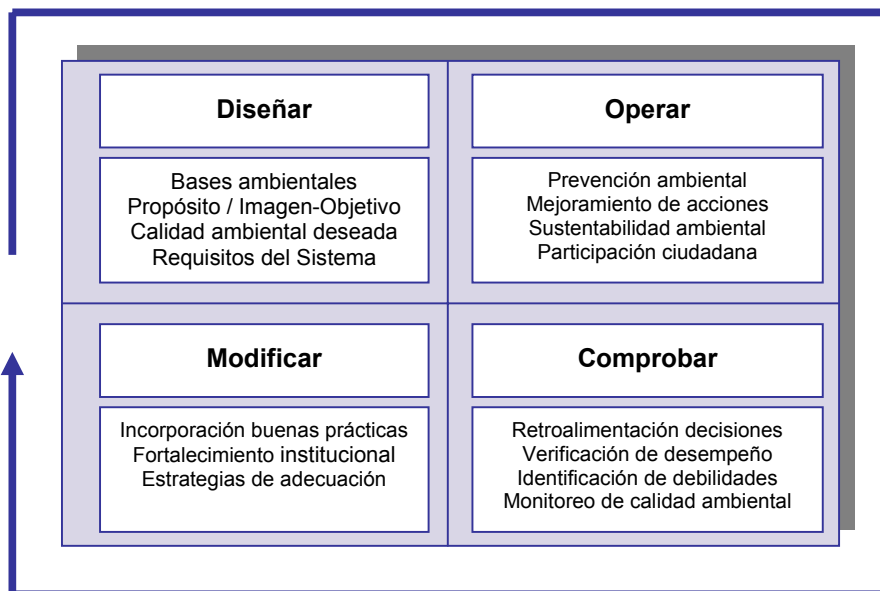 Diseñar
Bases ambientales
Propósito / Imagen-Objetivo
Calidad ambiental deseada
Requisitos del Sistema
Operar
Prevención ambiental
Mejoramiento de acciones
Sustentabilidad ambiental
Participación ciudadana
Modificar
Incorporación buenas prácticas
Fortalecimiento institucional
Estrategias de adecuación
Comprobar
Retroalimentación decisiones
Verificación de desempeño
Identificación de debilidades
Monitoreo de calidad ambiental